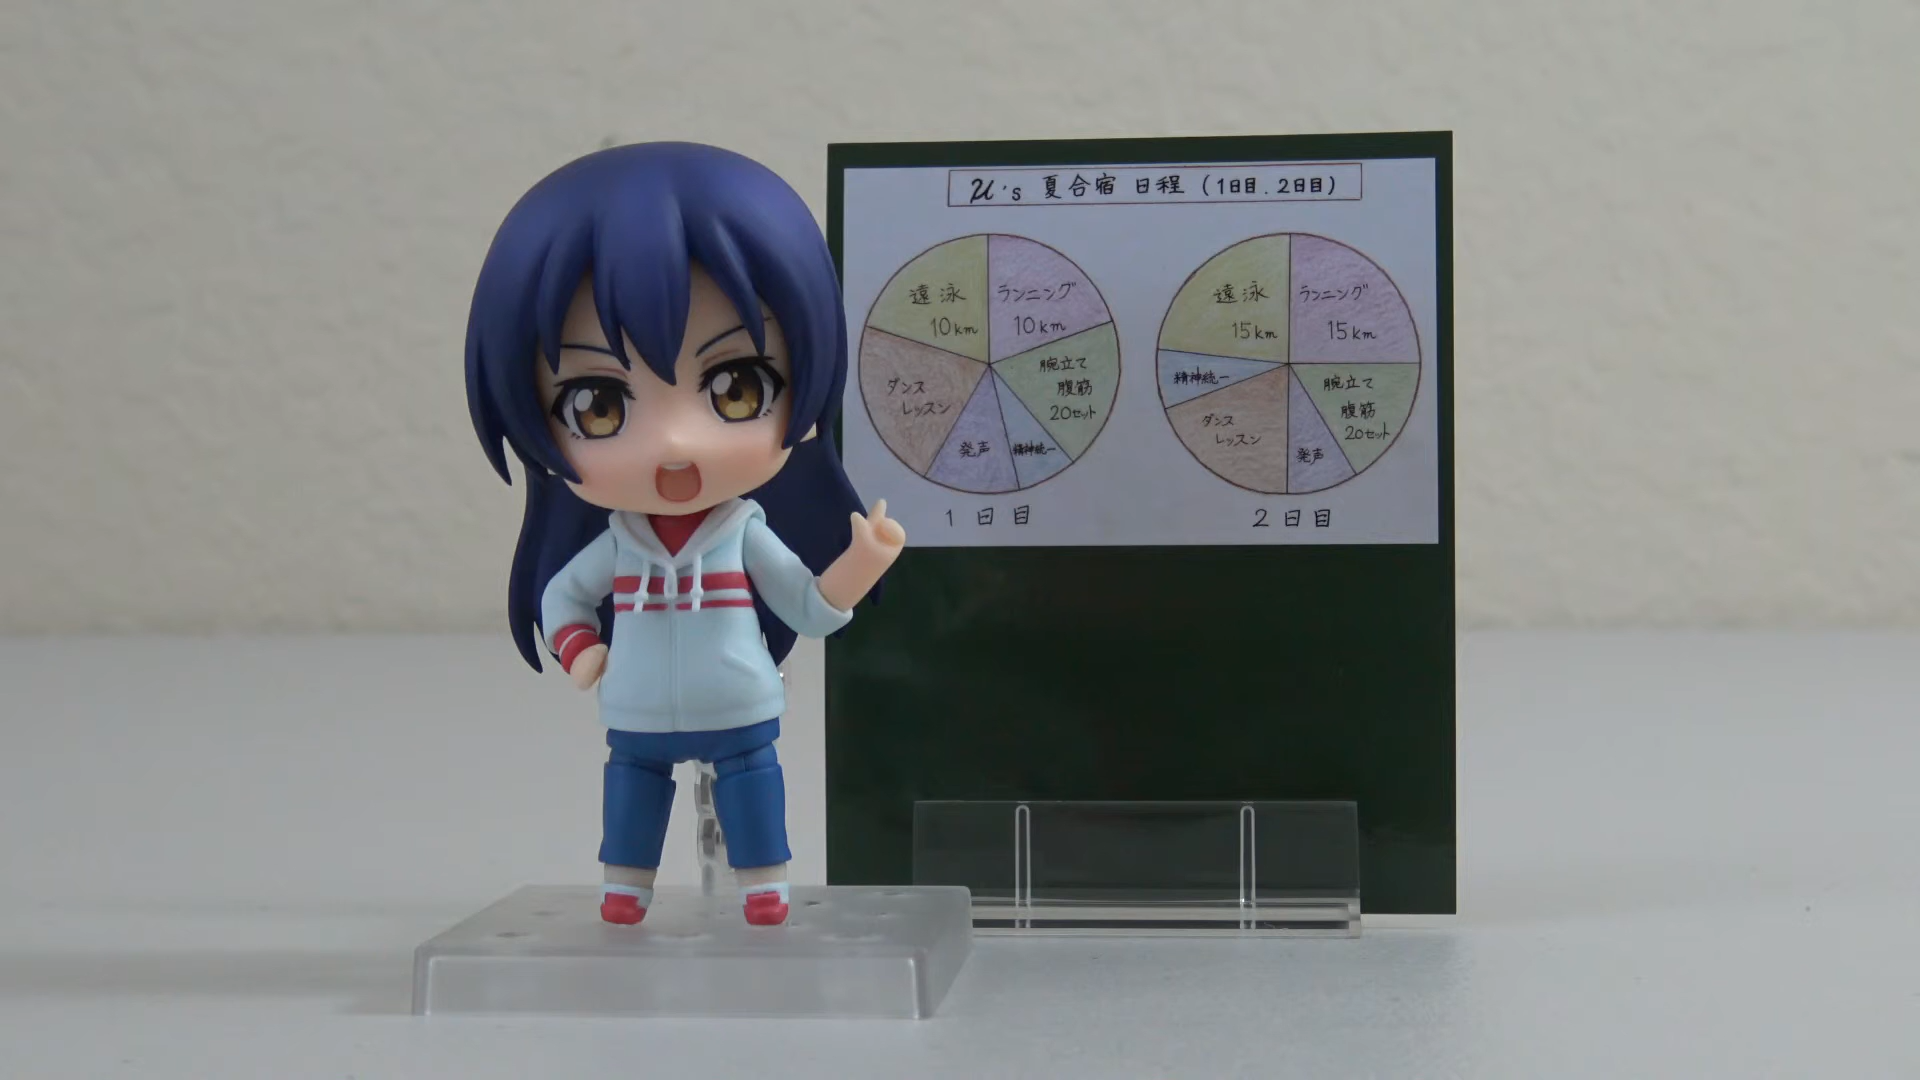 μ's 夏合宿 日程 (1日目.2日目)
遠泳
10km
ランニング
10km
腕立て
腹筋
20セット
精神統一
発声
ダンス
レッスン
1日目
遠泳
15km
ランニング
15km
腕立て
腹筋
20セット
発声
ダンス
レッスン
精神統一
2日目